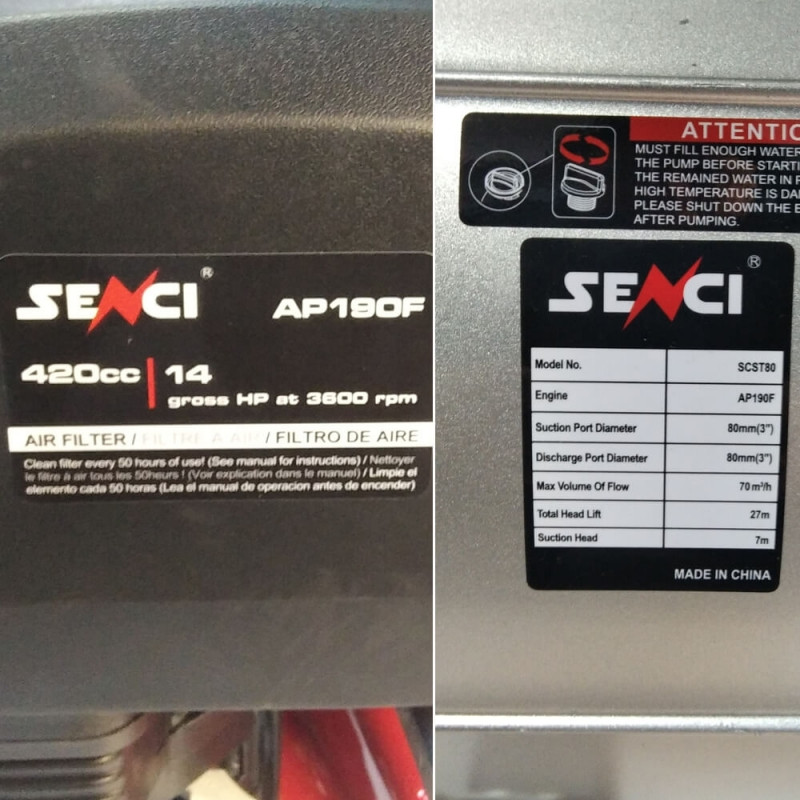 SENCI ® AP190F
420cc | 14
gross HP at 3600 rpm
AIR FILTER / FILTRE A AIR / FILTRO DE AIRE
Clean filter every 50 hours of use! (See manual for instructions) / Nettoyer
le filtre à air tous les 50heurs ! (Voir explication dans le manuel) / Limpie el
elemento cada 50 horas (Lea el manual de operacion antes de encender)
ATTENTIO
MUST FILL ENOUGH WATER
THE PUMP BEFORE STARTI
THE REMAINED WATER IN P
HIGH TEMPERATURE IS DA
PLEASE SHUT DOWN THE E
AFTER PUMPING.
SENCI ®
Model No. SCST80
Engine AP190F
Suction Port Diameter 80mm(3")
Discharge Port Diameter 80mm(3")
Max Volume Of Flow 70m³/h
Total Head Lift 27m
Suction Head 7m
MADE IN CHINA